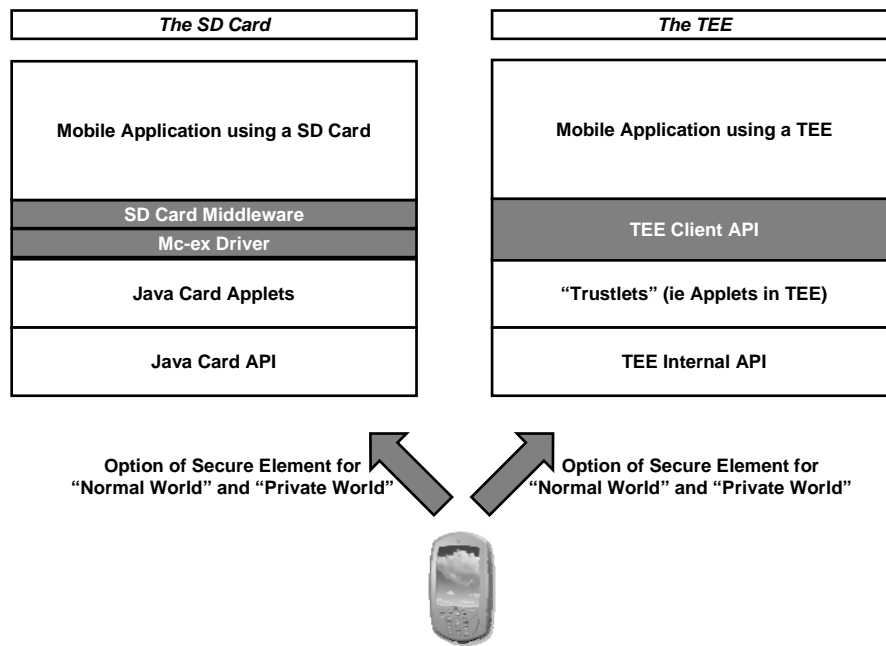 The SD Card
Mobile Application using a SD Card
SD Card Middleware
Mc-ex Driver
Java Card Applets
Java Card API
Option of Secure Element for
“Normal World” and “Private World”
The TEE
Mobile Application using a TEE
TEE Client API
“Trustlets” (ie Applets in TEE)
TEE Internal API
Option of Secure Element for
“Normal World” and “Private World”